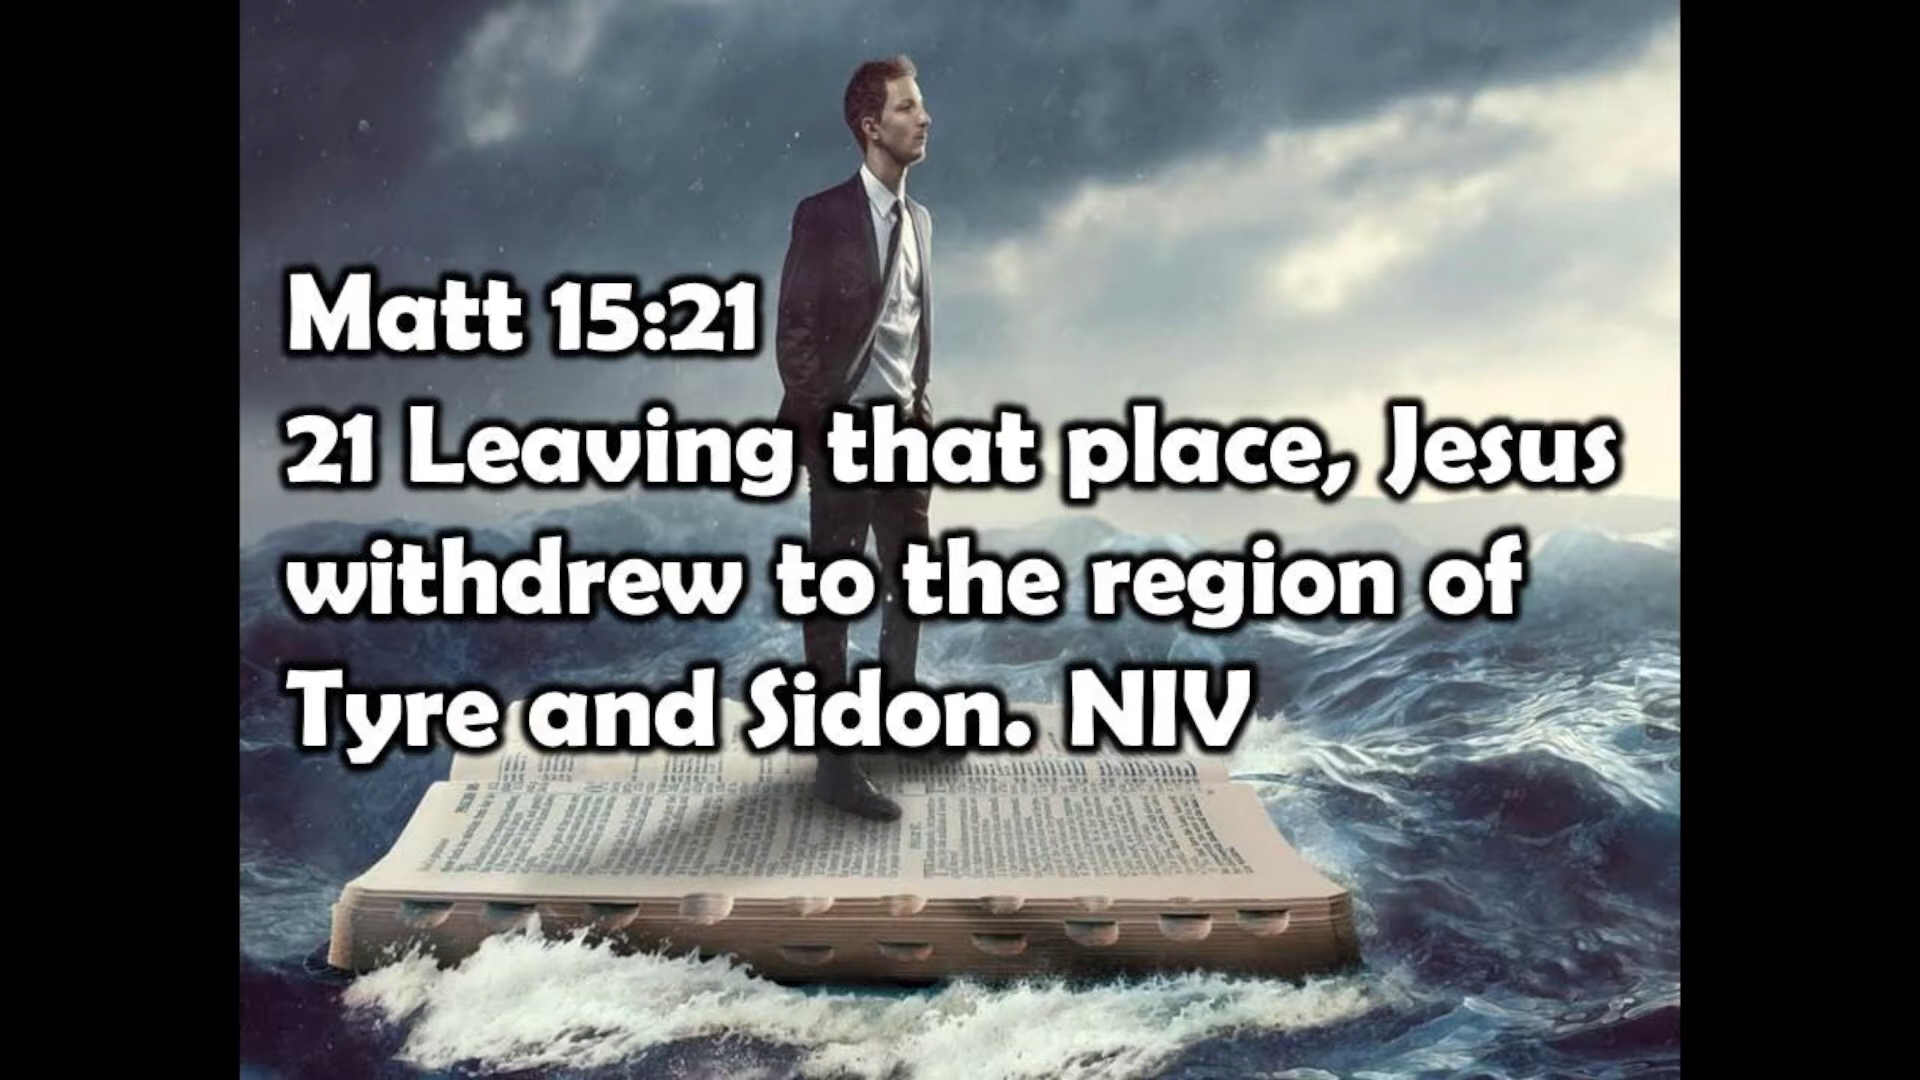 Matt 15:21
21 Leaving that place, Jesus
withdrew to the region of
Tyre and Sidon. NIV